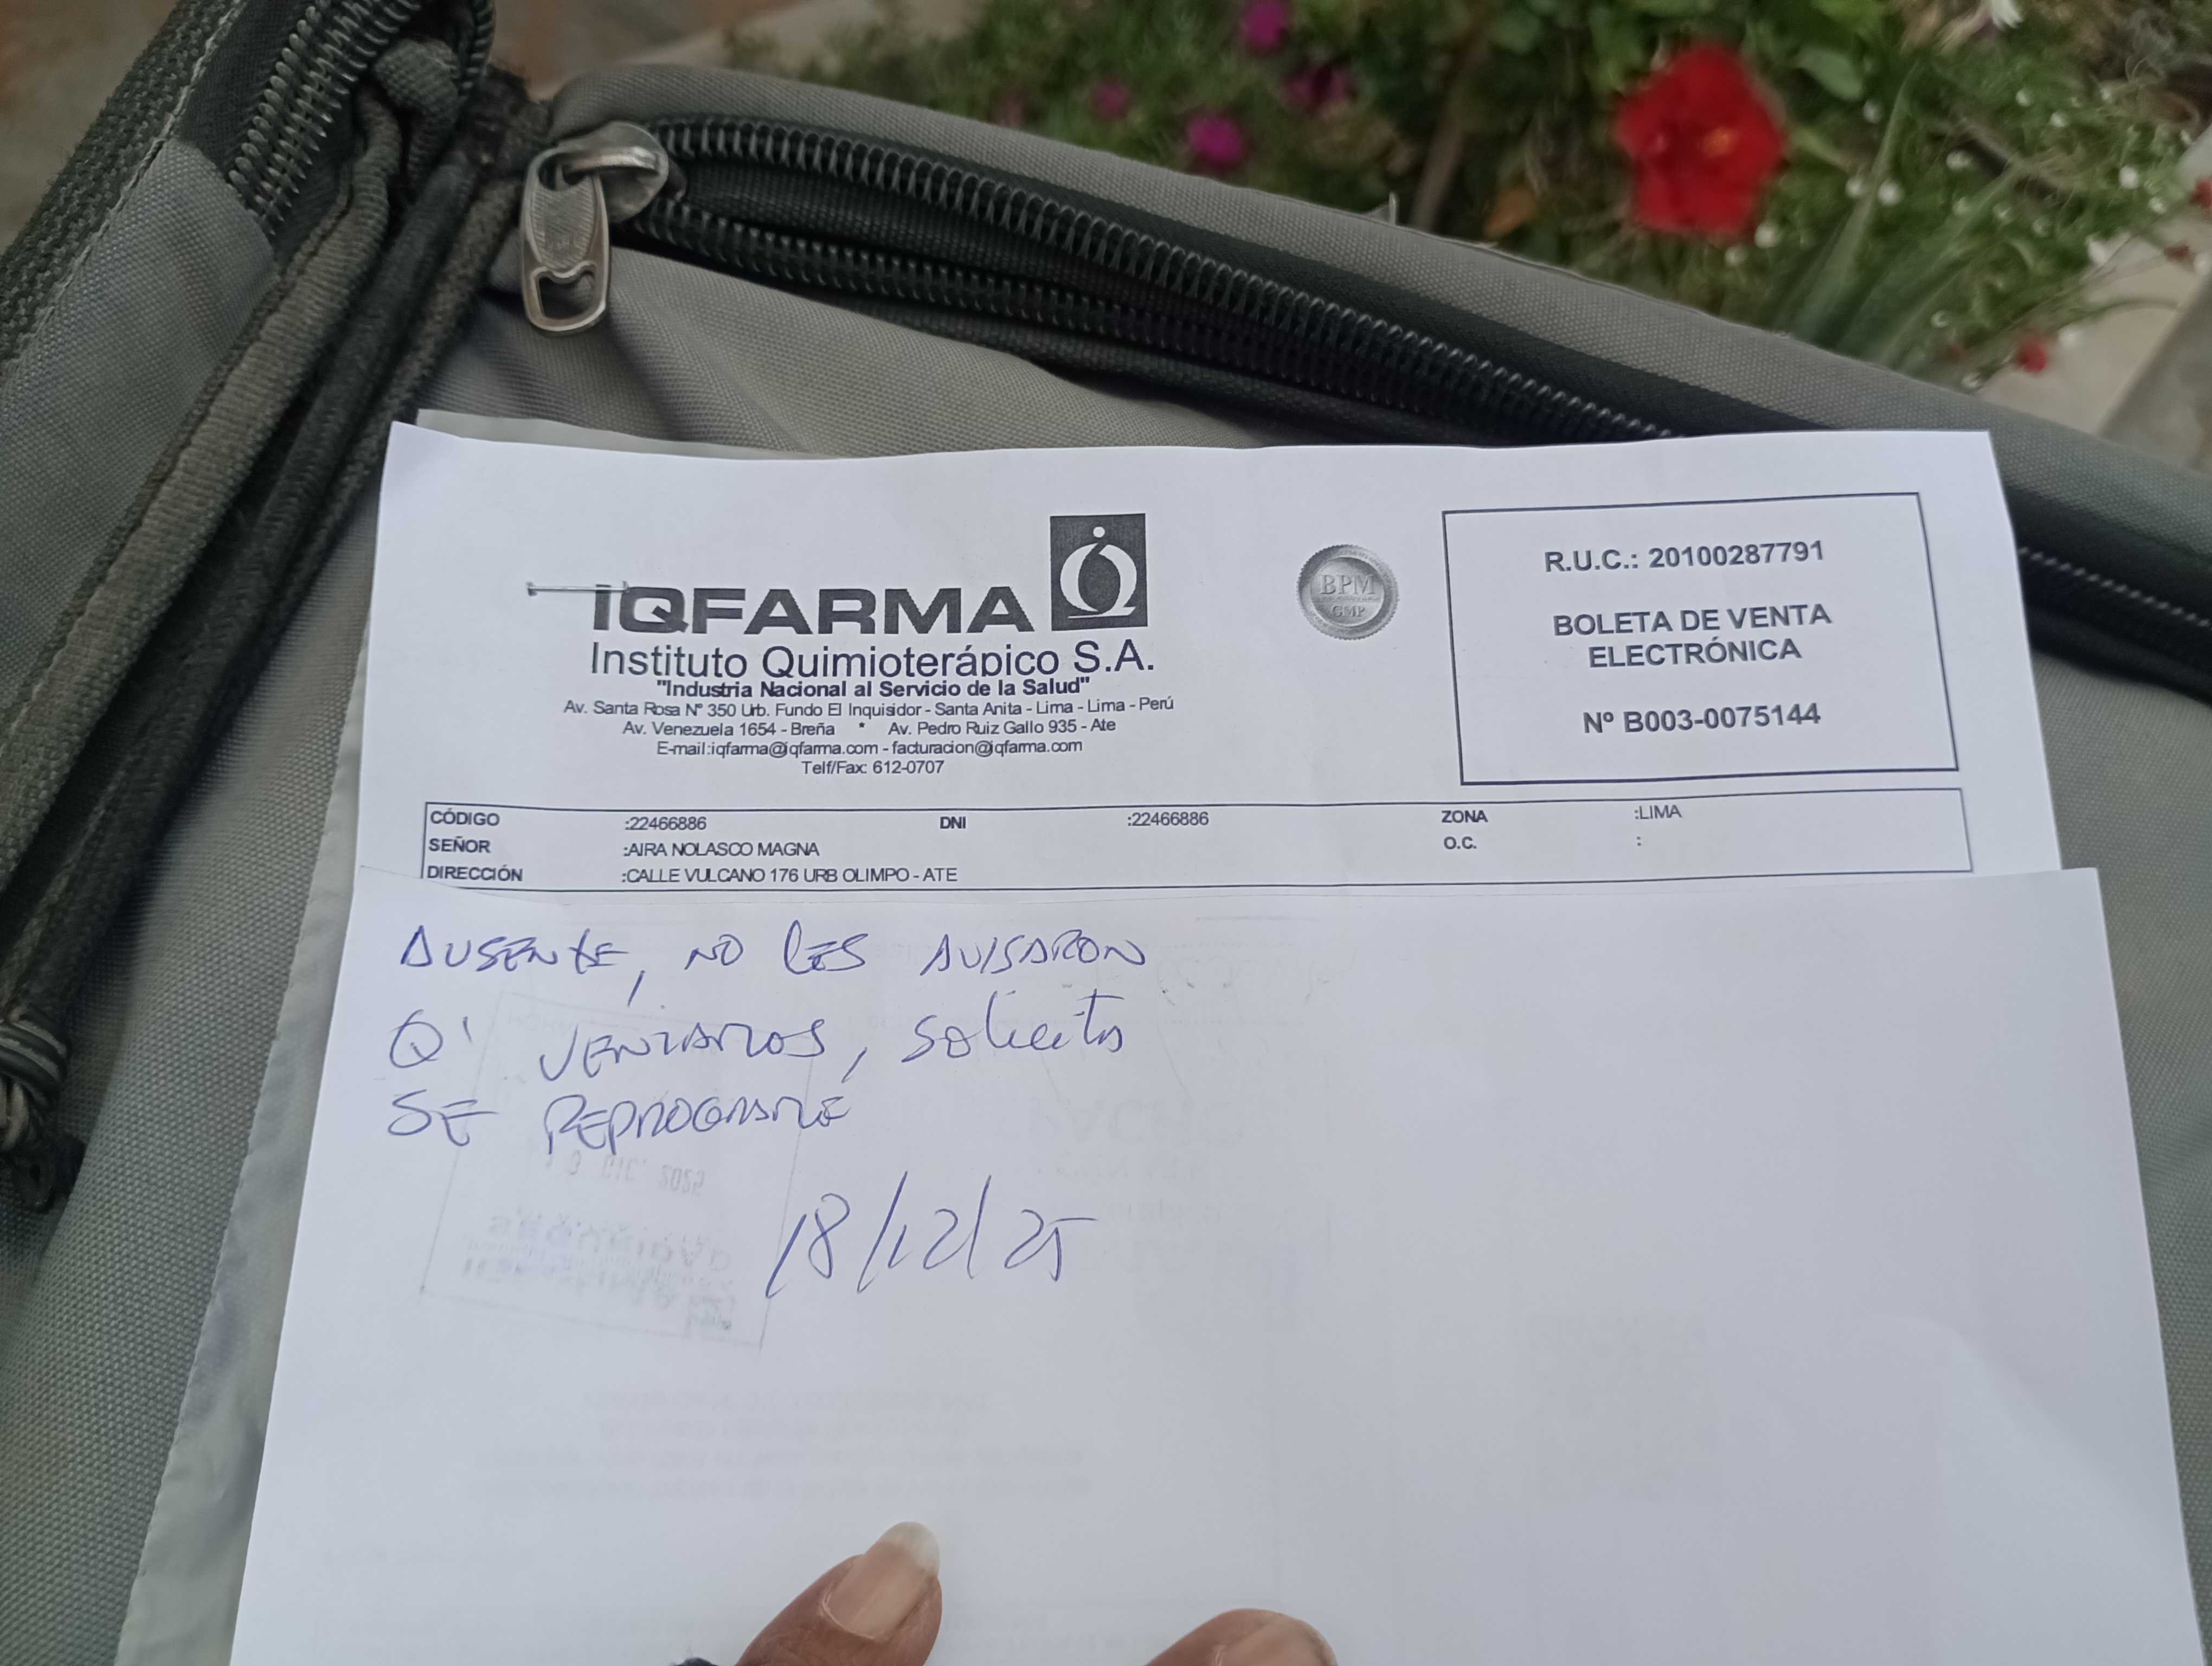 IQFARMA
Instituto Quimioterápico S.A.
"Industria Nacional al Servicio de la Salud"
Av. Santa Rosa N° 350 Urb. Fundo El Inquisidor - Santa Anita - Lima - Lima - Perú
Av. Venezuela 1654 - Breña * Av. Pedro Ruiz Gallo 935 - Ate
E-mail:iqfarma@iqfarma.com - facturacion@iqfarma.com
Telf/Fax: 612-0707
BPM
GMP
R.U.C.: 20100287791
BOLETA DE VENTA
ELECTRÓNICA
Nº B003-0075144
CÓDIGO :22466886 DNI :22466886 ZONA :LIMA
SEÑOR :AIRA NOLASCO MAGNA O.C. :
DIRECCIÓN :CALLE VULCANO 176 URB OLIMPO - ATE
AUSENTE, NO LES AVISARON
Q' VENIAMOS, solicita
SE REPROGRAME
18/12/25